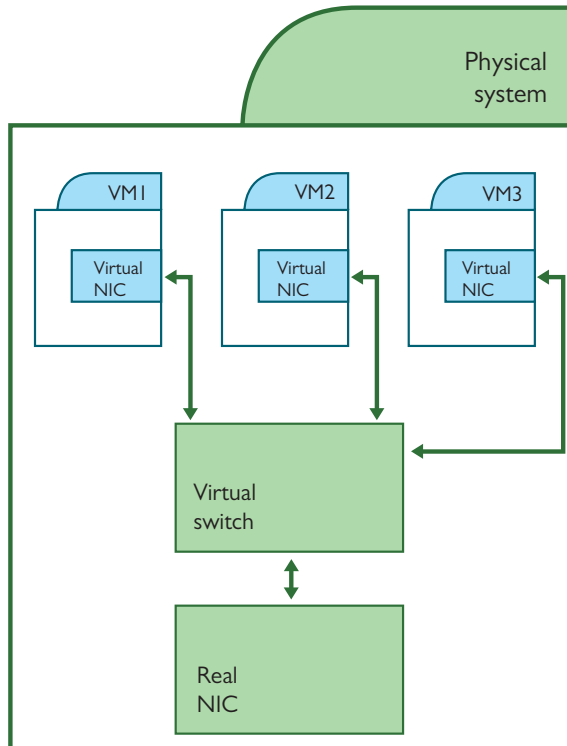 Physical
system
VM1
VM2
VM3
Virtual
NIC
Virtual
NIC
Virtual
NIC
Virtual
switch
Real
NIC